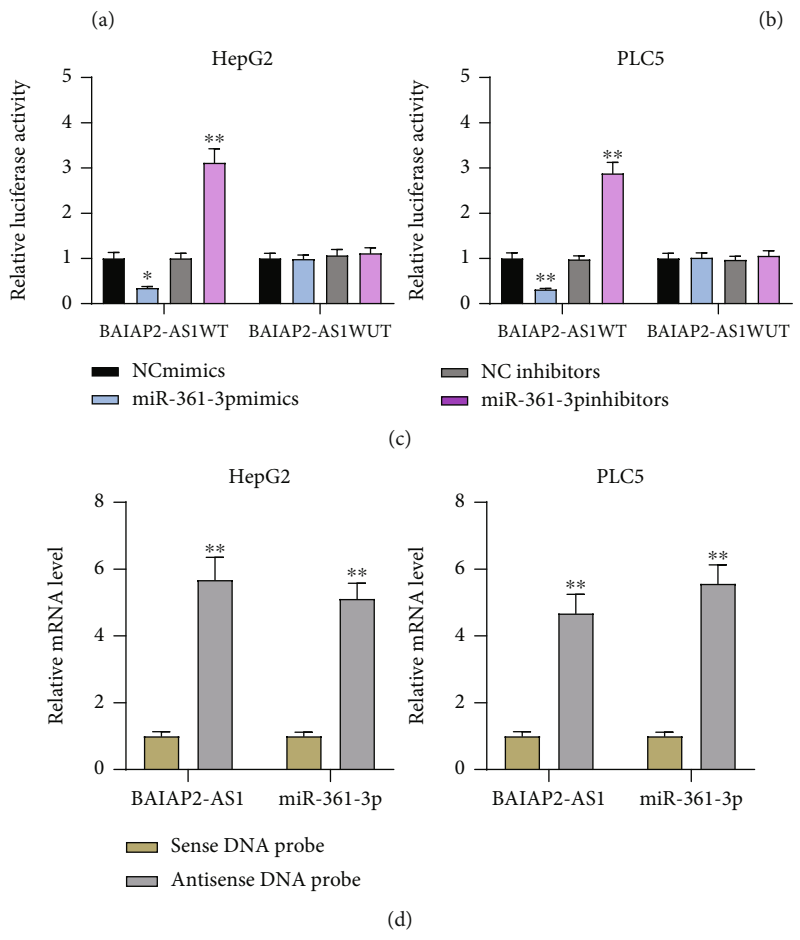 (a)
(b)
HepG2
Relative luciferase activity
5
4
3
2
1
0
**
*
BAIAP2-AS1WT
BAIAP2-AS1WUT
PLC5
Relative luciferase activity
5
4
3
2
1
0
**
**
BAIAP2-AS1WT
BAIAP2-AS1WUT
NCmimics
miR-361-3pmimics
NC inhibitors
miR-361-3pinhibitors
(c)
HepG2
Relative mRNA level
8
6
4
2
0
**
**
BAIAP2-AS1
miR-361-3p
PLC5
Relative mRNA level
8
6
4
2
0
**
**
BAIAP2-AS1
miR-361-3p
Sense DNA probe
Antisense DNA probe
(d)